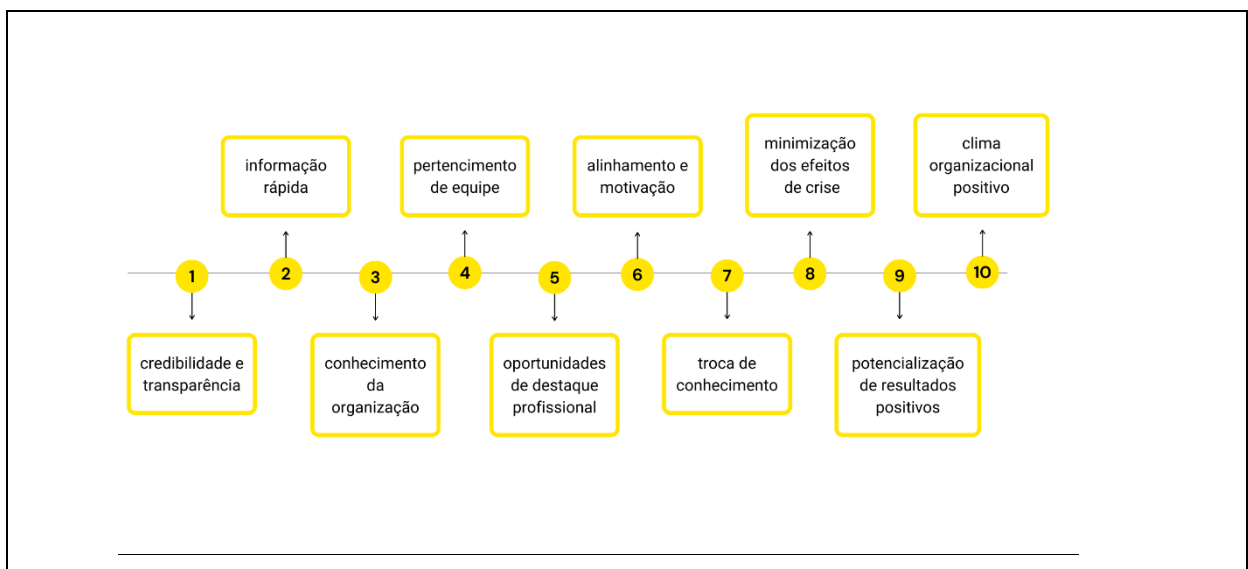 1
credibilidade e
transparência
2
informação
rápida
3
conhecimento
da
organização
4
pertencimento
de equipe
5
oportunidades
de destaque
profissional
6
alinhamento e
motivação
7
troca de
conhecimento
8
minimização
dos efeitos
de crise
9
potencialização
de resultados
positivos
10
clima
organizacional
positivo